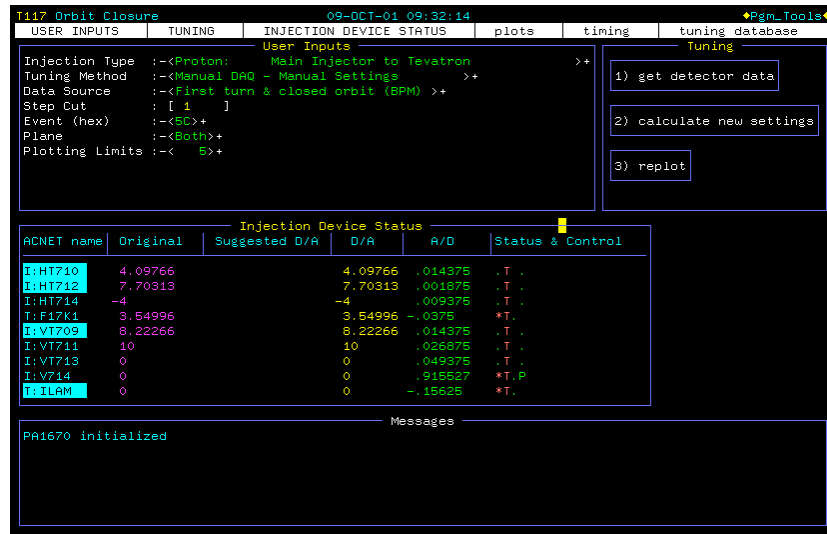 T117 Orbit Closure 09-OCT-01 09:32:14 ◆Pgm_Tools◆
USER INPUTS TUNING INJECTION DEVICE STATUS plots timing tuning database
User Inputs
Injection Type :-<Proton: Main Injector to Tevatron >+
Tuning Method :-<Manual DAQ - Manual Settings >+
Data Source :-<First turn & closed orbit (BPM) >+
Step Cut : [ 1 ]
Event (hex) :-<5C>+
Plane :-<Both>+
Plotting Limits :-< 5>+
Tuning
1) get detector data
2) calculate new settings
3) replot
Injection Device Status
ACNET name Original Suggested D/A D/A A/D Status & Control
I:HT710 4.09766 4.09766 .014375 .T .
I:HT712 7.70313 7.70313 .001875 .T .
I:HT714 -4 -4 .009375 .T .
T:F17K1 3.54996 3.54996 -.0375 *T.
I:VT709 8.22266 8.22266 .014375 .T .
I:VT711 10 10 .026875 .T .
I:VT713 0 0 .049375 .T .
I:V714 0 0 .915527 *T.P
T:ILAM 0 0 -.15625 *T.
Messages
PA1670 initialized